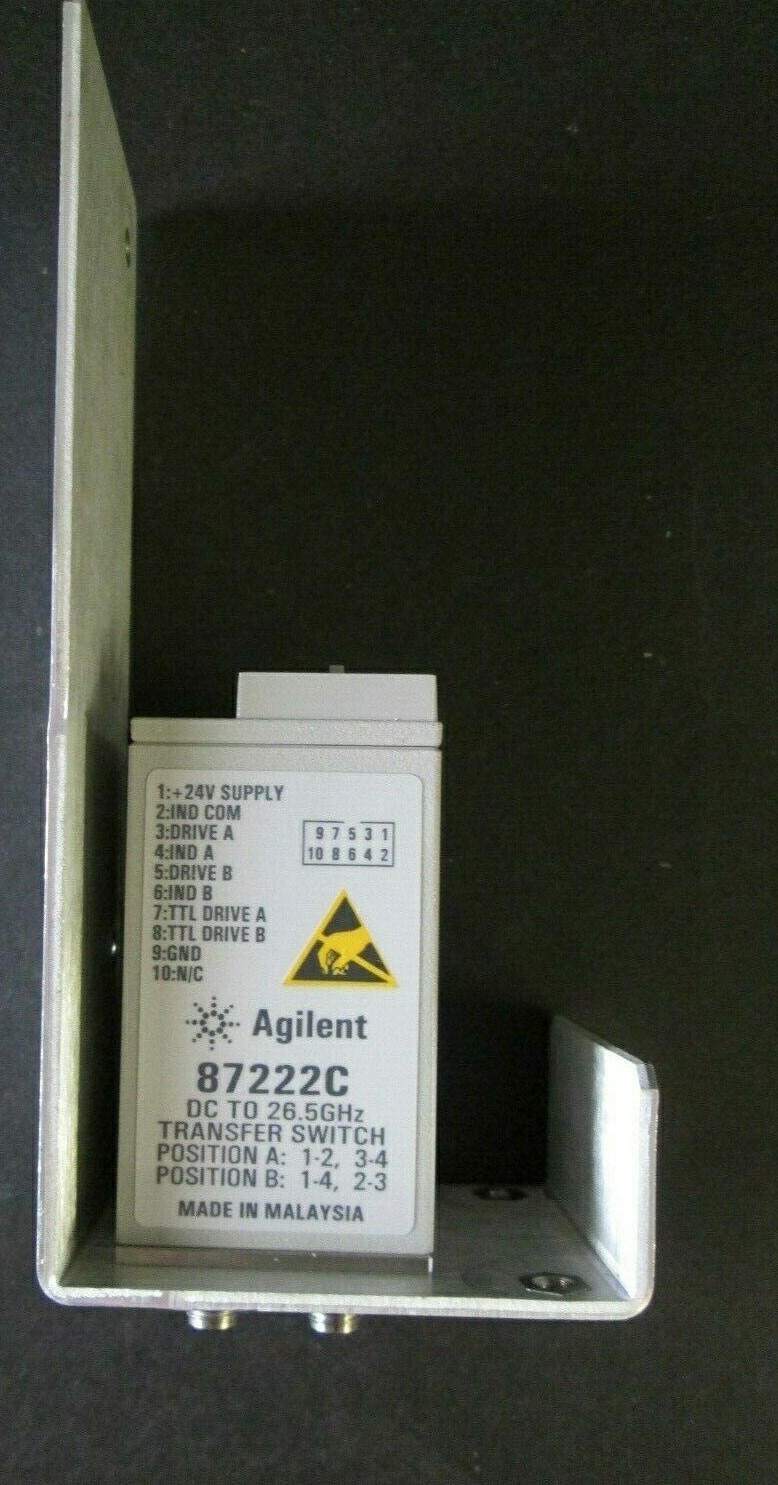 1:+24V SUPPLY
2:IND COM
3:DRIVE A
4:IND A
5:DRIVE B
6:IND B
7:TTL DRIVE A
8:TTL DRIVE B
9:GND
10:N/C
9 7 5 3 1
10 8 6 4 2
Agilent
87222C
DC TO 26.5GHz
TRANSFER SWITCH
POSITION A: 1-2, 3-4
POSITION B: 1-4, 2-3
MADE IN MALAYSIA